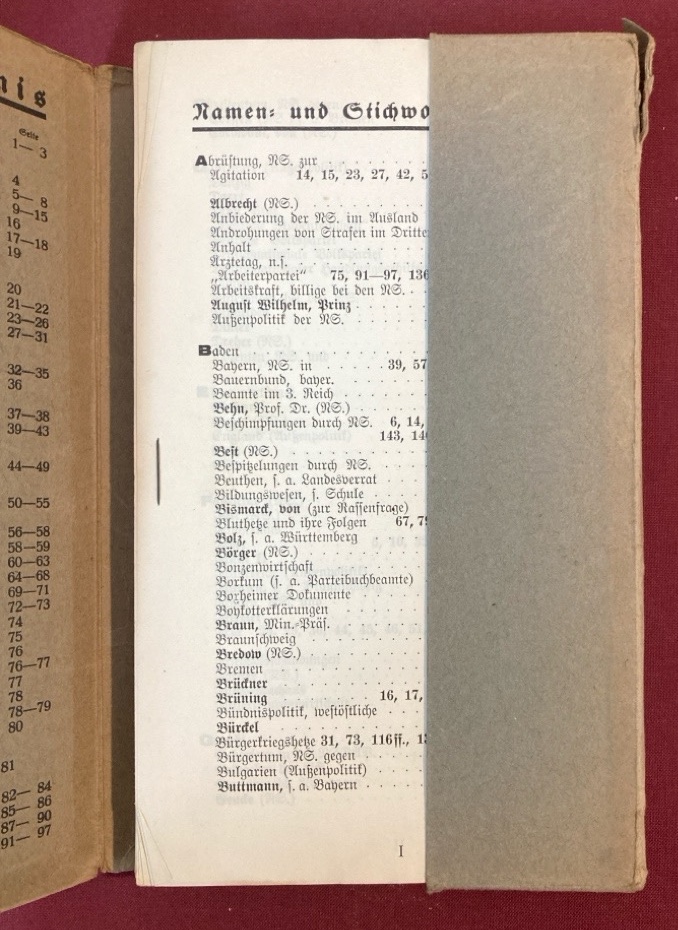 nis
Seite
1— 3
4
5— 8
9—15
16
17—18
19
20
21—22
23—26
27—31
32—35
36
37—38
39—43
44—49
50—55
56—58
58—59
60—63
64—68
69—71
72—73
74
75
76
76—77
77
78
78—79
80
81
82— 84
85— 86
87— 90
91— 97
Namen- und Stichwo
Abrüstung, NS. zur . . . . . . .
Agitation 14, 15, 23, 27, 42, 5
Albrecht (NS.) . . . . . . . .
Anbiederung der NS. im Ausland
Androhungen von Strafen im Dritte
Anhalt . . . . . . . . . . . .
Ärztetag, n.s. . . . . . . . . .
„Arbeiterpartei“ 75, 91—97, 136
Arbeitskraft, billige bei den NS. .
August Wilhelm, Prinz . . . . .
Außenpolitik der NS. . . . . . .
Baden . . . . . . . . . . . .
Bayern, NS. in . . . . . 39, 57
Bauernbund, bayer. . . . . . . .
Beamte im 3. Reich . . . . . . .
Behn, Prof. Dr. (NS.) . . . . . .
Beschimpfungen durch NS. 6, 14,
143, 14
Best (NS.) . . . . . . . . . .
Bespitzelungen durch NS. . . . .
Beuthen, s. a. Landesverrat
Bildungswesen, s. Schule
Bismarck, von (zur Rassenfrage) .
Bluthetze und ihre Folgen 67, 79
Bolz, s. a. Württemberg . . . . .
Börger (NS.) . . . . . . . . .
Bonzenwirtschaft . . . . . . . .
Borkum (s. a. Parteibuchbeamte) .
Boxheimer Dokumente . . . . . .
Boykotterklärungen . . . . . . .
Braun, Min.-Präs. . . . . . . .
Braunschweig . . . . . . . . .
Bredow (NS.) . . . . . . . . .
Bremen . . . . . . . . . . . .
Brückner . . . . . . . . . . .
Brüning . . . . . . . 16, 17,
Bündnispolitik, westöstliche . . .
Bürckel . . . . . . . . . . . .
Bürgerkriegshetze 31, 73, 116ff., 13
Bürgertum, NS. gegen . . . . . .
Bulgarien (Außenpolitik) . . . . .
Buttmann, s. a. Bayern . . . . .
I